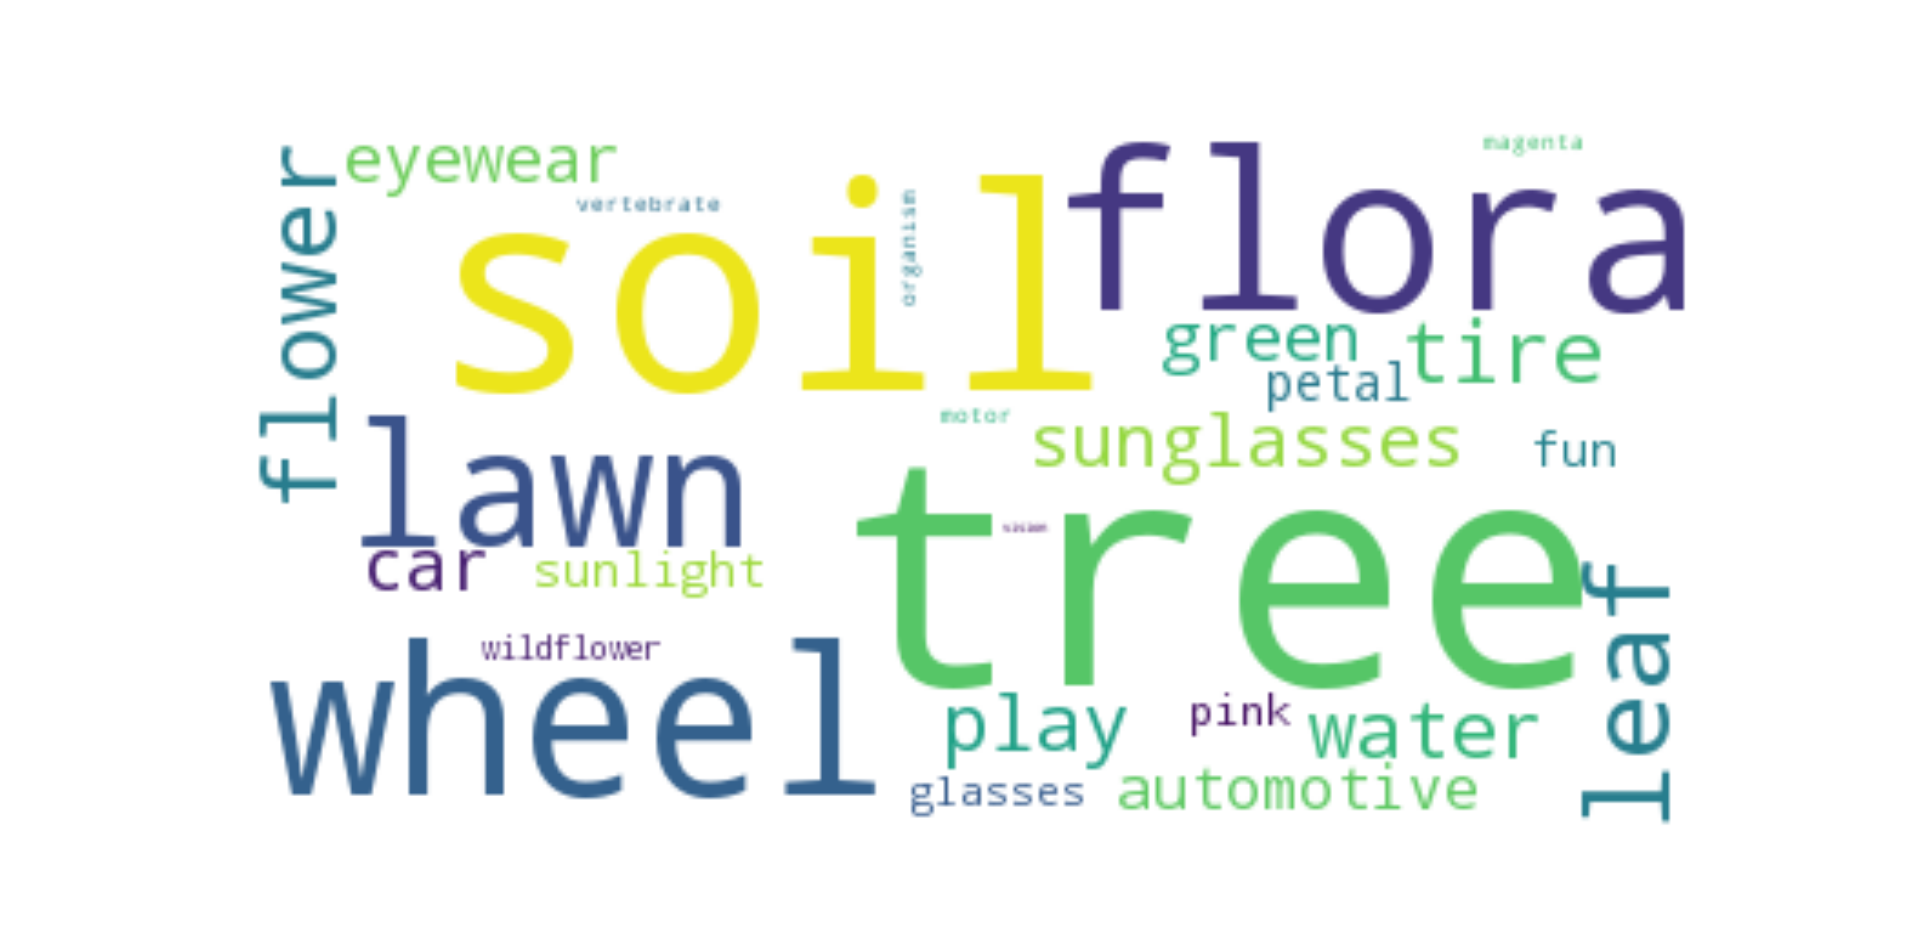 flower
eyewear
vertebrate
soil
organism
flora
magenta
green
tire
petal
motor
sunglasses
fun
lawn
car
sunlight
tree
vision
leaf
wheel
wildflower
play
pink
water
glasses
automotive